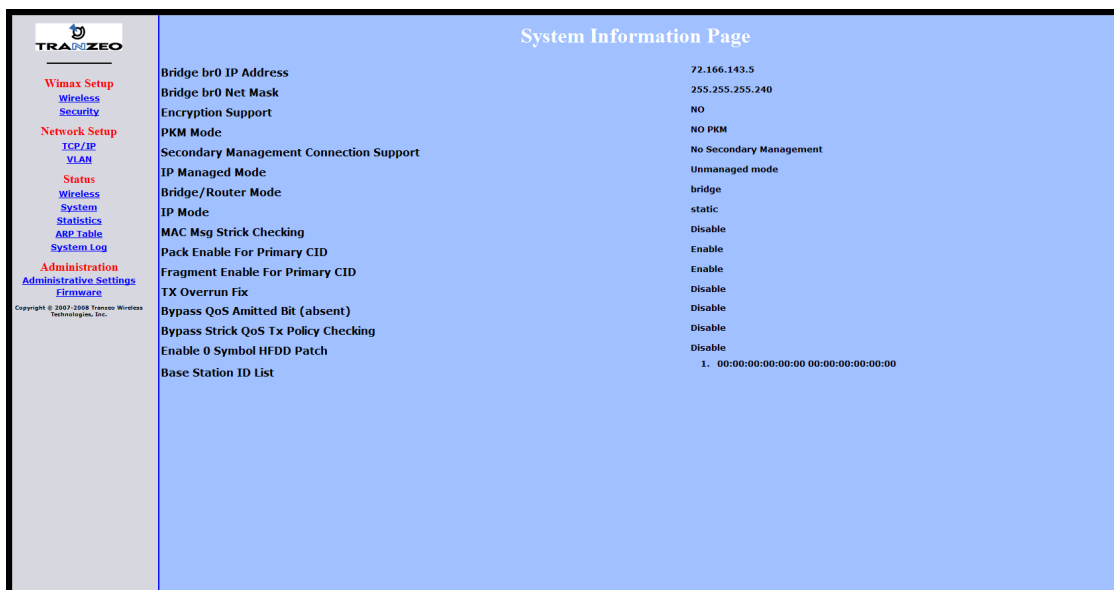 TRANZEO
Wimax Setup
Wireless
Security
Network Setup
TCP/IP
VLAN
Status
Wireless
System
Statistics
ARP Table
System Log
Administration
Administrative Settings
Firmware
Copyright © 2007-2008 Tranzeo Wireless
Technologies, Inc.
System Information Page
Bridge br0 IP Address 72.166.143.5
Bridge br0 Net Mask 255.255.255.240
Encryption Support NO
PKM Mode NO PKM
Secondary Management Connection Support No Secondary Management
IP Managed Mode Unmanaged mode
Bridge/Router Mode bridge
IP Mode static
MAC Msg Strick Checking Disable
Pack Enable For Primary CID Enable
Fragment Enable For Primary CID Enable
TX Overrun Fix Disable
Bypass QoS Amitted Bit (absent) Disable
Bypass Strick QoS Tx Policy Checking Disable
Enable 0 Symbol HFDD Patch Disable
Base Station ID List 1. 00:00:00:00:00:00 00:00:00:00:00:00